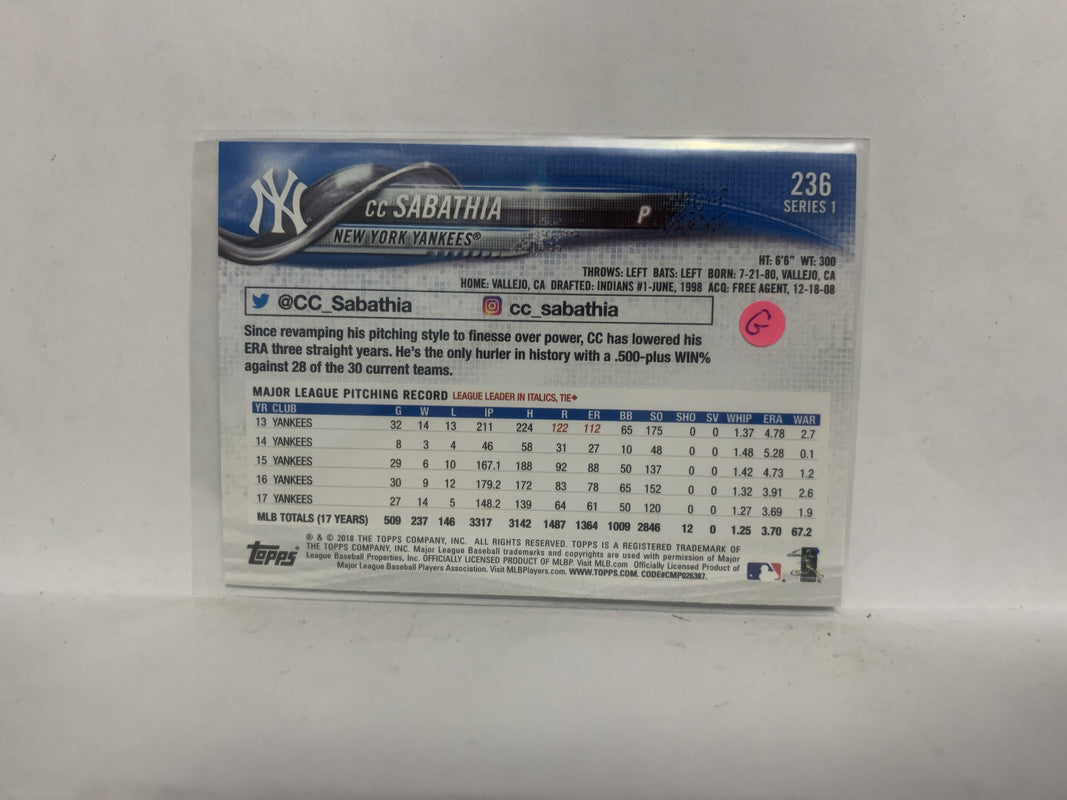 NY
CC SABATHIA
P
236
SERIES 1
NEW YORK YANKEES®
HT: 6'6" WT: 300
THROWS: LEFT BATS: LEFT BORN: 7-21-80, VALLEJO, CA
HOME: VALLEJO, CA DRAFTED: INDIANS #1-JUNE, 1998 ACQ: FREE AGENT, 12-18-08
@CC_Sabathia cc_sabathia
G
Since revamping his pitching style to finesse over power, CC has lowered his
ERA three straight years. He's the only hurler in history with a .500-plus WIN%
against 28 of the 30 current teams.
MAJOR LEAGUE PITCHING RECORD LEAGUE LEADER IN ITALICS, TIE♦
YR CLUB G W L IP H R ER BB SO SHO SV WHIP ERA WAR
13 YANKEES 32 14 13 211 224 122 112 65 175 0 0 1.37 4.78 2.7
14 YANKEES 8 3 4 46 58 31 27 10 48 0 0 1.48 5.28 0.1
15 YANKEES 29 6 10 167.1 188 92 88 50 137 0 0 1.42 4.73 1.2
16 YANKEES 30 9 12 179.2 172 83 78 65 152 0 0 1.32 3.91 2.6
17 YANKEES 27 14 5 148.2 139 64 61 50 120 0 0 1.27 3.69 1.9
MLB TOTALS (17 YEARS) 509 237 146 3317 3142 1487 1364 1009 2846 12 0 1.25 3.70 67.2
Topps
® & © 2018 THE TOPPS COMPANY, INC. ALL RIGHTS RESERVED. TOPPS IS A REGISTERED TRADEMARK OF
THE TOPPS COMPANY, INC. Major League Baseball trademarks and copyrights are used with permission of Major
League Baseball Properties, Inc. OFFICIALLY LICENSED PRODUCT OF MLBP. Visit MLB.com Officially Licensed Product of
Major League Baseball Players Association. Visit MLBPlayers.com. WWW.TOPPS.COM. CODE#CMP026387.